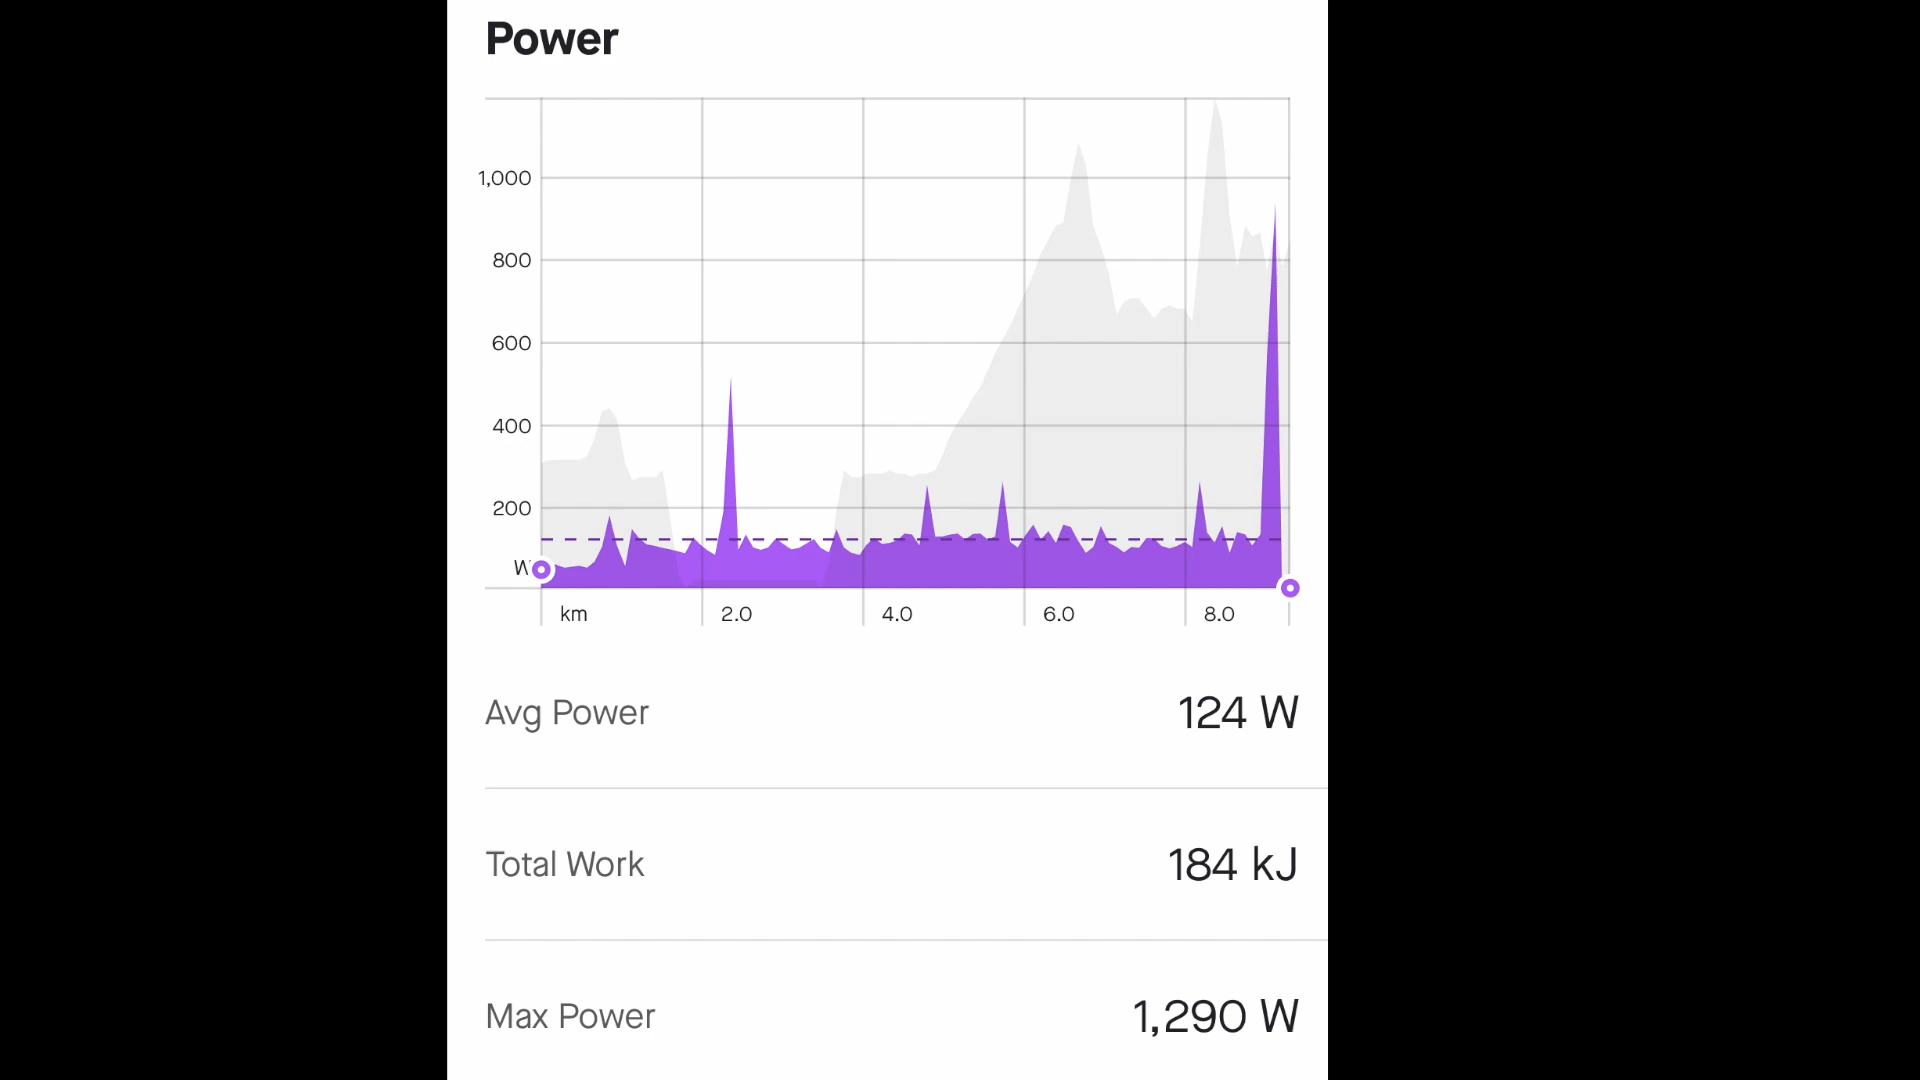 Power
1,000
800
600
400
200
W
km 2.0 4.0 6.0 8.0
Avg Power 124 W
Total Work 184 kJ
Max Power 1,290 W